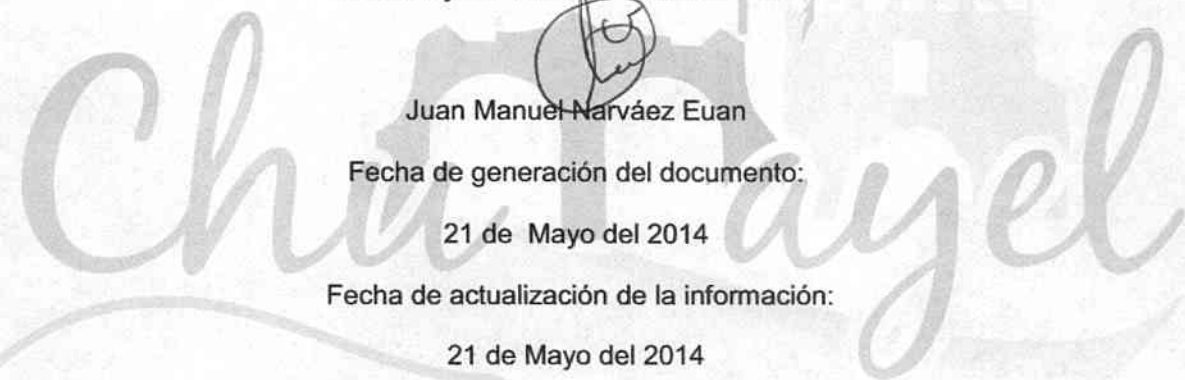 Juan Manuel Narváez Euan
Fecha de generación del documento:
21 de Mayo del 2014
Fecha de actualización de la información:
21 de Mayo del 2014
Chumayel